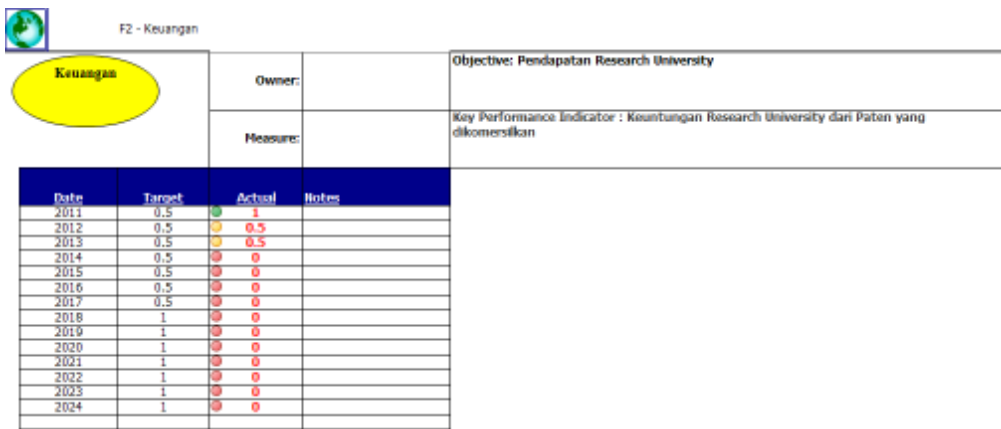 F2 - Keuangan
Keuangan
Owner:
Objective: Pendapatan Research University
Measure:
Key Performance Indicator : Keuntungan Research University dari Paten yang
dikomersilkan
Date Target Actual Notes
2011 0.5 1
2012 0.5 0.5
2013 0.5 0.5
2014 0.5 0
2015 0.5 0
2016 0.5 0
2017 0.5 0
2018 1 0
2019 1 0
2020 1 0
2021 1 0
2022 1 0
2023 1 0
2024 1 0